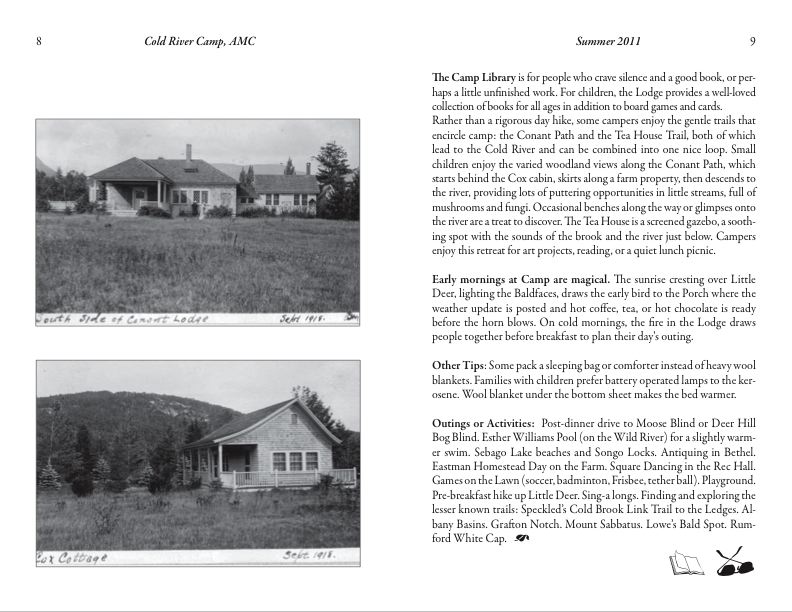 8
Cold River Camp, AMC
South Side of Conant Lodge
Sept. 1918.
Cox Cottage
Sept. 1918.
Summer 2011
9
The Camp Library is for people who crave silence and a good book, or per-
haps a little unfinished work. For children, the Lodge provides a well-loved
collection of books for all ages in addition to board games and cards.
Rather than a rigorous day hike, some campers enjoy the gentle trails that
encircle camp: the Conant Path and the Tea House Trail, both of which
lead to the Cold River and can be combined into one nice loop. Small
children enjoy the varied woodland views along the Conant Path, which
starts behind the Cox cabin, skirts along a farm property, then descends to
the river, providing lots of puttering opportunities in little streams, full of
mushrooms and fungi. Occasional benches along the way or glimpses onto
the river are a treat to discover. The Tea House is a screened gazebo, a sooth-
ing spot with the sounds of the brook and the river just below. Campers
enjoy this retreat for art projects, reading, or a quiet lunch picnic.
Early mornings at Camp are magical. The sunrise cresting over Little
Deer, lighting the Baldfaces, draws the early bird to the Porch where the
weather update is posted and hot coffee, tea, or hot chocolate is ready
before the horn blows. On cold mornings, the fire in the Lodge draws
people together before breakfast to plan their day's outing.
Other Tips: Some pack a sleeping bag or comforter instead of heavy wool
blankets. Families with children prefer battery operated lamps to the ker-
osene. Wool blanket under the bottom sheet makes the bed warmer.
Outings or Activities: Post-dinner drive to Moose Blind or Deer Hill
Bog Blind. Esther Williams Pool (on the Wild River) for a slightly warm-
er swim. Sebago Lake beaches and Songo Locks. Antiquing in Bethel.
Eastman Homestead Day on the Farm. Square Dancing in the Rec Hall.
Games on the Lawn (soccer, badminton, Frisbee, tether ball). Playground.
Pre-breakfast hike up Little Deer. Sing-a longs. Finding and exploring the
lesser known trails: Speckled's Cold Brook Link Trail to the Ledges. Al-
bany Basins. Grafton Notch. Mount Sabbatus. Lowe's Bald Spot. Rum-
ford White Cap.